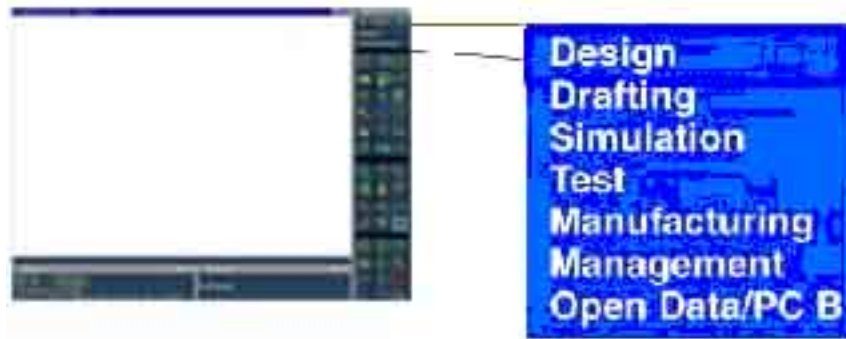 Design
Drafting
Simulation
Test
Manufacturing
Management
Open Data/PC B